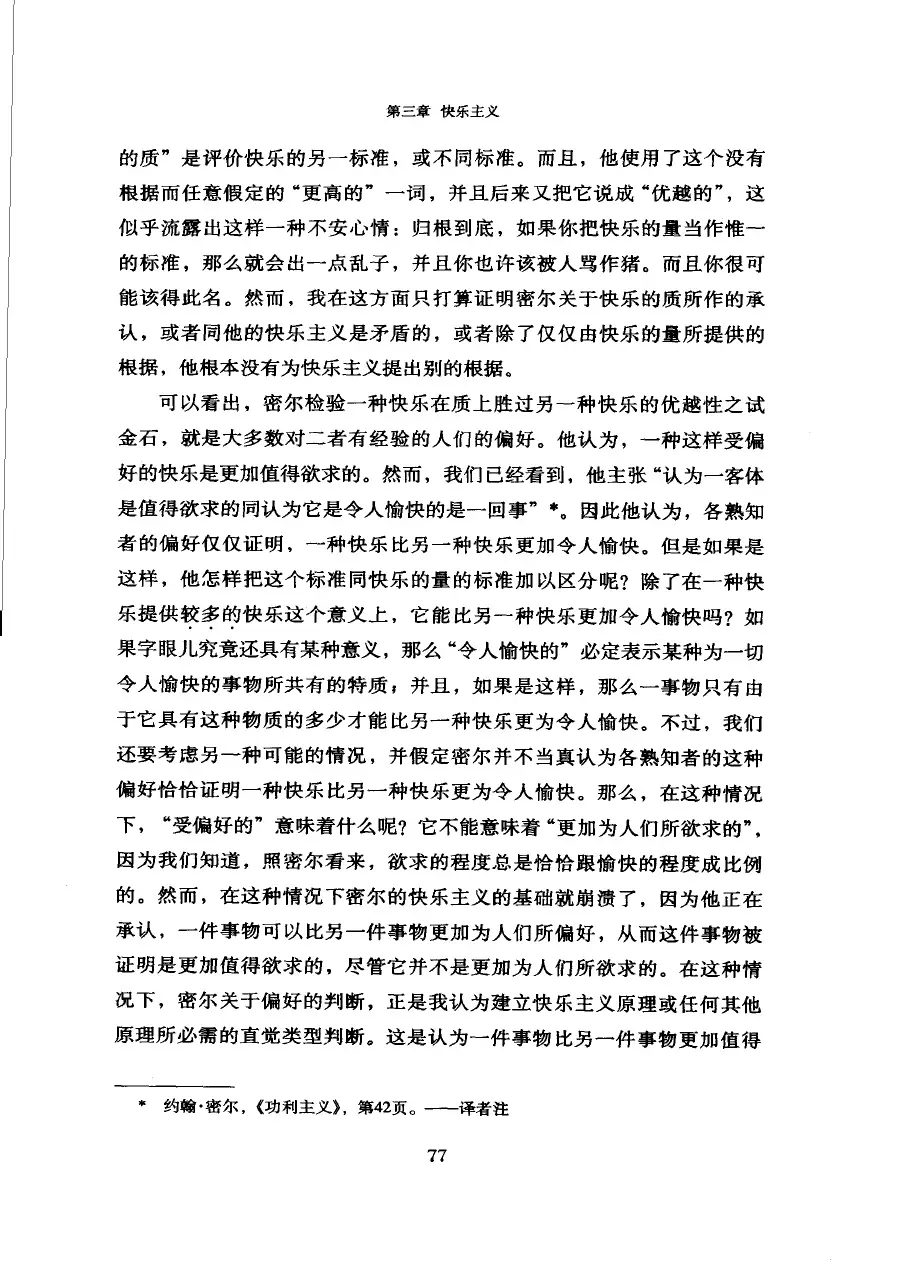 第三章 快乐主义
的质”是评价快乐的另一标准，或不同标准。而且，他使用了这个没有
根据而任意假定的“更高的”一词，并且后来又把它说成“优越的”，这
似乎流露出这样一种不安心情：归根到底，如果你把快乐的量当作惟一
的标准，那么就会出一点乱子，并且你也许该被人骂作猪。而且你很可
能该得此名。然而，我在这方面只打算证明密尔关于快乐的质所作的承
认，或者同他的快乐主义是矛盾的，或者除了仅仅由快乐的量所提供的
根据，他根本没有为快乐主义提出别的根据。
可以看出，密尔检验一种快乐在质上胜过另一种快乐的优越性之试
金石，就是大多数对二者有经验的人们的偏好。他认为，一种这样受偏
好的快乐是更加值得欲求的。然而，我们已经看到，他主张“认为一客体
是值得欲求的同认为它是令人愉快的是一回事”*。因此他认为，各熟知
者的偏好仅仅证明，一种快乐比另一种快乐更加令人愉快。但是如果是
这样，他怎样把这个标准同快乐的量的标准加以区分呢？除了在一种快
乐提供较多的快乐这个意义上，它能比另一种快乐更加令人愉快吗？如
果字眼儿究竟还具有某种意义，那么“令人愉快的”必定表示某种为一切
令人愉快的事物所共有的特质；并且，如果是这样，那么一事物只有由
于它具有这种物质的多少才能比另一种快乐更为令人愉快。不过，我们
还要考虑另一种可能的情况，并假定密尔并不当真认为各熟知者的这种
偏好恰恰证明一种快乐比另一种快乐更为令人愉快。那么，在这种情况
下，“受偏好的”意味着什么呢？它不能意味着“更加为人们所欲求的”，
因为我们知道，照密尔看来，欲求的程度总是恰恰跟愉快的程度成比例
的。然而，在这种情况下密尔的快乐主义的基础就崩溃了，因为他正在
承认，一件事物可以比另一件事物更加为人们所偏好，从而这件事物被
证明是更加值得欲求的，尽管它并不是更加为人们所欲求的。在这种情
况下，密尔关于偏好的判断，正是我认为建立快乐主义原理或任何其他
原理所必需的直觉类型判断。这是认为一件事物比另一件事物更加值得
* 约翰·密尔，《功利主义》，第42页。——译者注
77